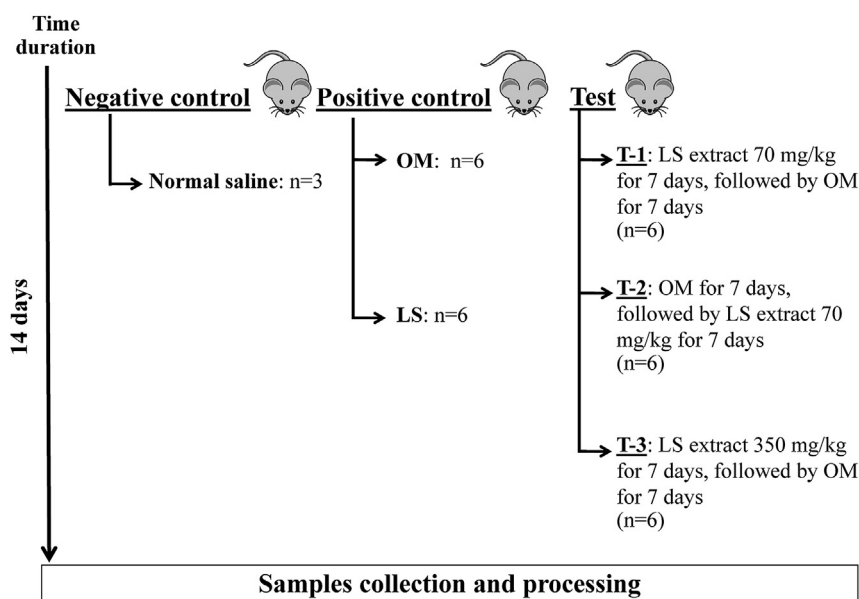 Time
duration
Negative control
Positive control
Test
Normal saline: n=3
OM: n=6
LS: n=6
T-1: LS extract 70 mg/kg
for 7 days, followed by OM
for 7 days
(n=6)
T-2: OM for 7 days,
followed by LS extract 70
mg/kg for 7 days
(n=6)
T-3: LS extract 350 mg/kg
for 7 days, followed by OM
for 7 days
(n=6)
14 days
Samples collection and processing